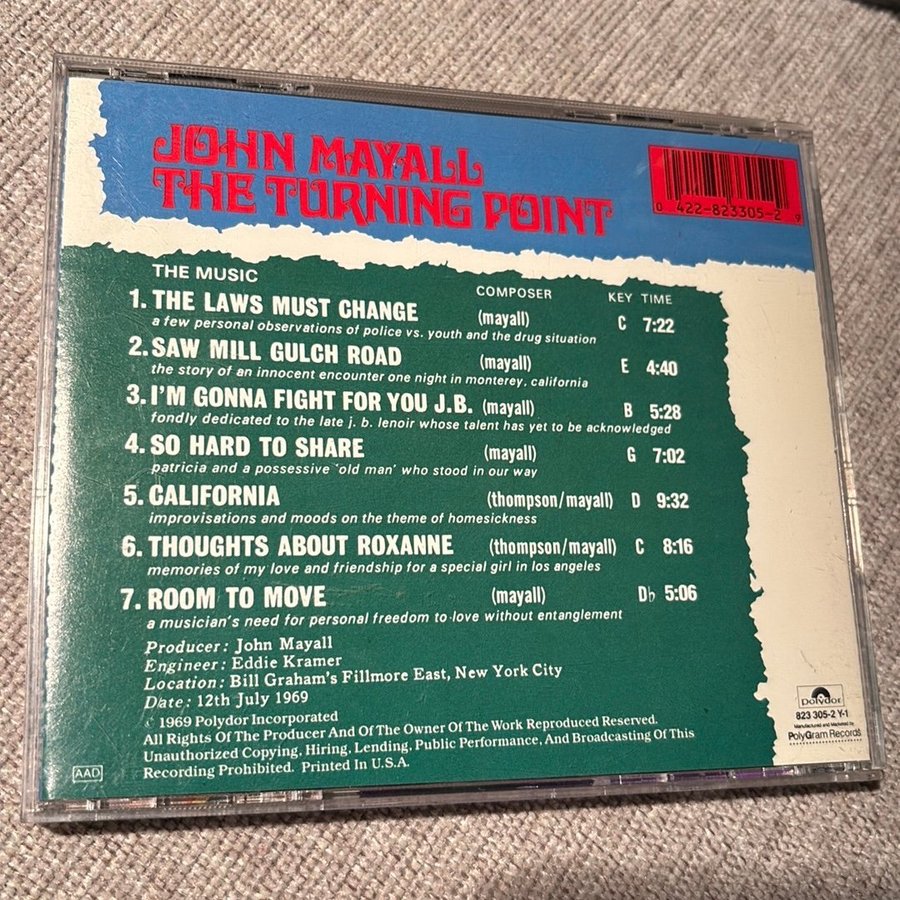 JOHN MAYALL
THE TURNING POINT
0 422-823305-2 9
THE MUSIC COMPOSER KEY TIME
1. THE LAWS MUST CHANGE (mayall) C 7:22
a few personal observations of police vs. youth and the drug situation
2. SAW MILL GULCH ROAD (mayall) E 4:40
the story of an innocent encounter one night in monterey, california
3. I'M GONNA FIGHT FOR YOU J.B. (mayall) B 5:28
fondly dedicated to the late j. b. lenoir whose talent has yet to be acknowledged
4. SO HARD TO SHARE (mayall) G 7:02
patricia and a possessive 'old man' who stood in our way
5. CALIFORNIA (thompson/mayall) D 9:32
improvisations and moods on the theme of homesickness
6. THOUGHTS ABOUT ROXANNE (thompson/mayall) C 8:16
memories of my love and friendship for a special girl in los angeles
7. ROOM TO MOVE (mayall) D♭ 5:06
a musician's need for personal freedom to love without entanglement
Producer: John Mayall
Engineer: Eddie Kramer
Location: Bill Graham's Fillmore East, New York City
Date: 12th July 1969
© 1969 Polydor Incorporated
All Rights Of The Producer And Of The Owner Of The Work Reproduced Reserved.
Unauthorized Copying, Hiring, Lending, Public Performance, And Broadcasting Of This
Recording Prohibited. Printed In U.S.A.
AAD
Polydor
823 305-2 Y-1
Manufactured and Marketed by
PolyGram Records